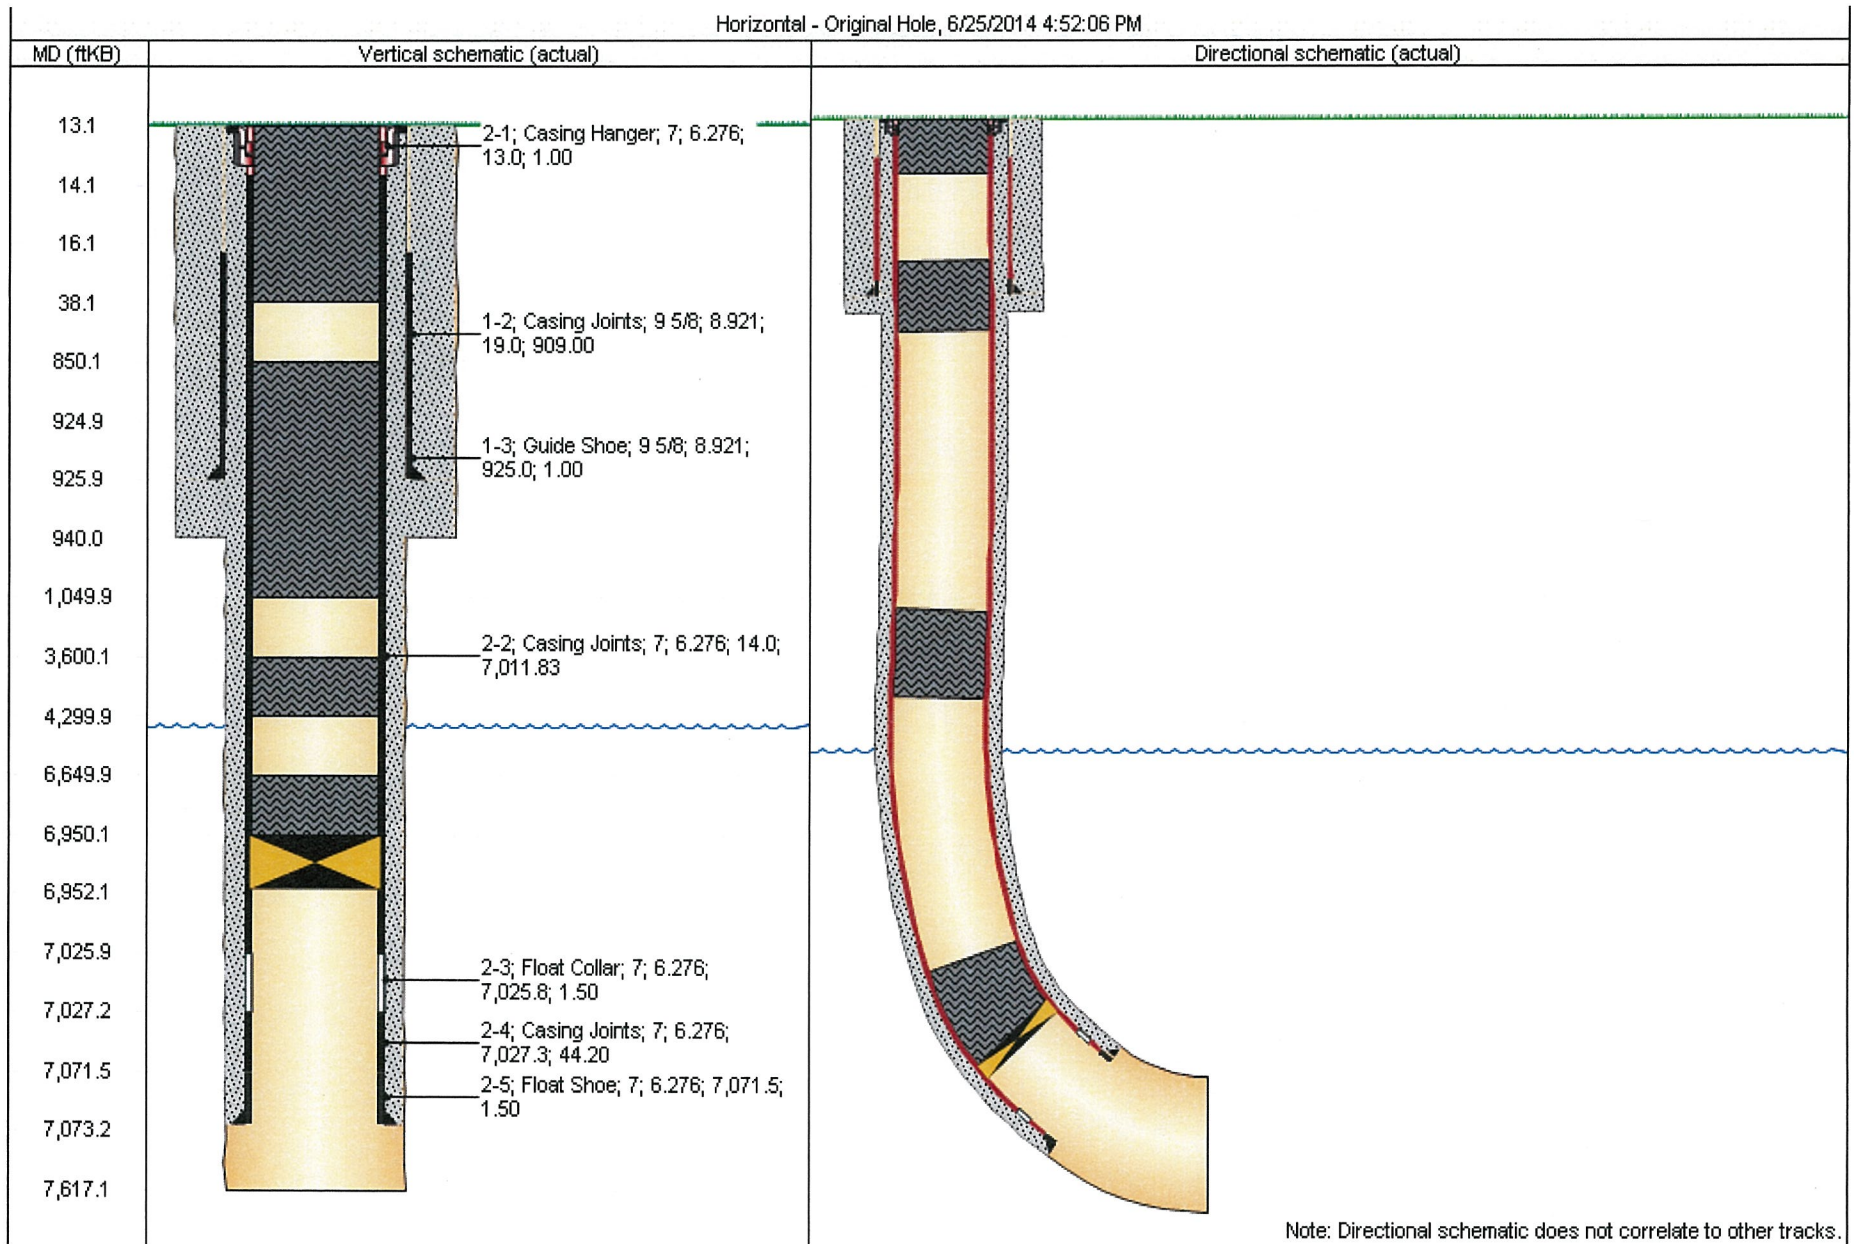 Horizontal - Original Hole, 6/25/2014 4:52:06 PM
MD (ftKB)
Vertical schematic (actual)
Directional schematic (actual)
13.1
14.1
16.1
38.1
850.1
924.9
925.9
940.0
1,049.9
3,600.1
4,299.9
6,649.9
6,950.1
6,952.1
7,025.9
7,027.2
7,071.5
7,073.2
7,617.1
2-1; Casing Hanger; 7; 6.276;
13.0; 1.00
1-2; Casing Joints; 9 5/8; 8.921;
19.0; 909.00
1-3; Guide Shoe; 9 5/8; 8.921;
925.0; 1.00
2-2; Casing Joints; 7; 6.276; 14.0;
7,011.83
2-3; Float Collar; 7; 6.276;
7,025.8; 1.50
2-4; Casing Joints; 7; 6.276;
7,027.3; 44.20
2-5; Float Shoe; 7; 6.276; 7,071.5;
1.50
Note: Directional schematic does not correlate to other tracks.